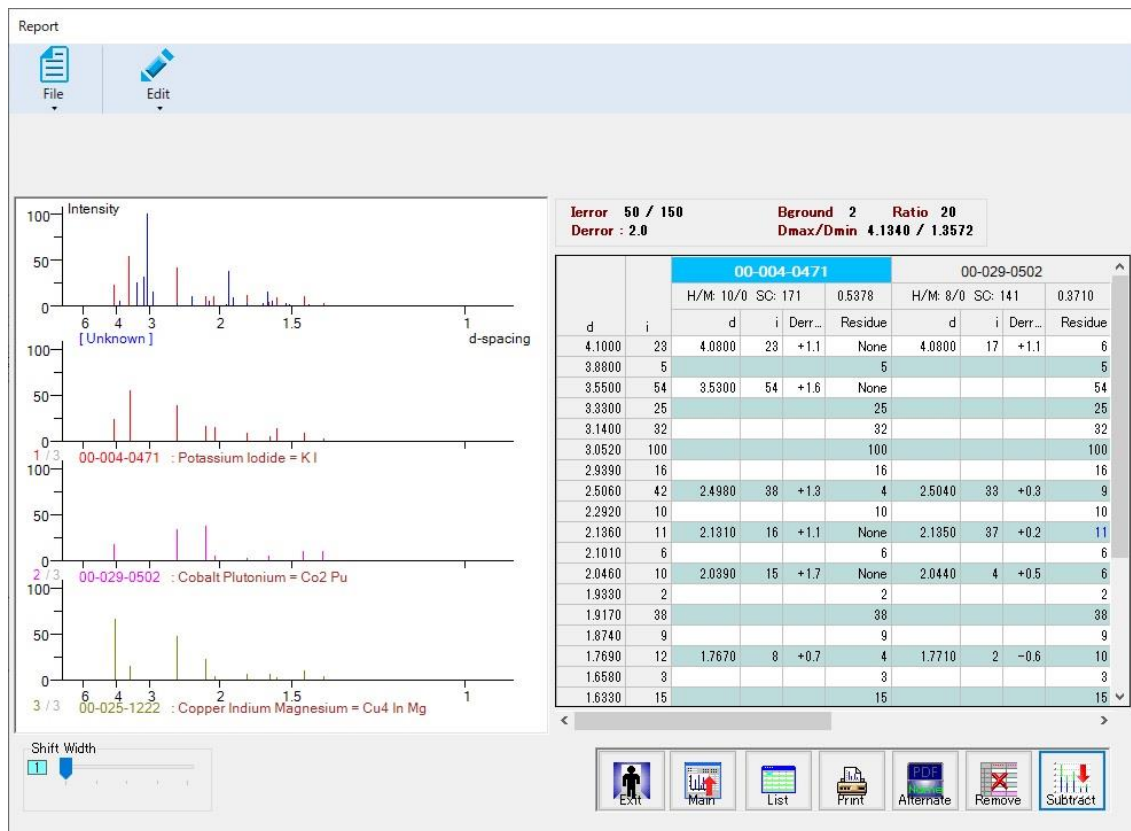 Report
File
Edit
Intensity
100
50
0
6 4 3 2 1.5 1
[ Unknown ] d-spacing
100
50
0
1 / 3 00-004-0471 : Potassium Iodide = K I
100
50
0
2 / 3 00-029-0502 : Cobalt Plutonium = Co2 Pu
100
50
0
6 4 3 2 1.5 1
3 / 3 00-025-1222 : Copper Indium Magnesium = Cu4 In Mg
Shift Width
1
Ierror 50 / 150 Bground 2 Ratio 20
Derror : 2.0 Dmax/Dmin 4.1340 / 1.3572
00-004-0471 00-029-0502
H/M: 10/0 SC: 171 0.5378 H/M: 8/0 SC: 141 0.3710
d i d i Derr... Residue d i Derr... Residue
4.1000 23 4.0800 23 +1.1 None 4.0800 17 +1.1 6
3.8800 5 5 5
3.5500 54 3.5300 54 +1.6 None 54
3.3300 25 25 25
3.1400 32 32 32
3.0520 100 100 100
2.9390 16 16 16
2.5060 42 2.4980 38 +1.3 4 2.5040 33 +0.3 9
2.2920 10 10 10
2.1360 11 2.1310 16 +1.1 None 2.1350 37 +0.2 11
2.1010 6 6 6
2.0460 10 2.0390 15 +1.7 None 2.0440 4 +0.5 6
1.9330 2 2 2
1.9170 38 38 38
1.8740 9 9 9
1.7690 12 1.7670 8 +0.7 4 1.7710 2 -0.6 10
1.6580 3 3 3
1.6330 15 15 15
Exit
Main
List
Print
PDF
Name
Alternate
Remove
Subtract